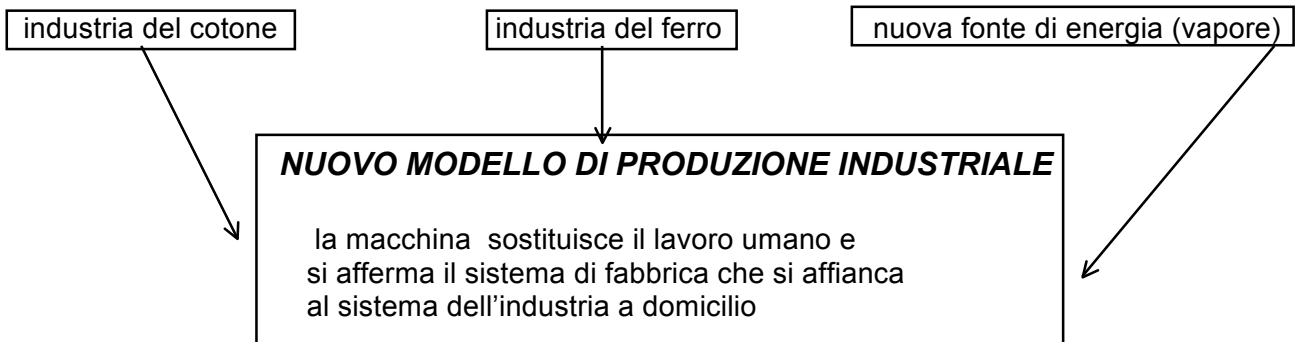 industria del cotone
industria del ferro
nuova fonte di energia (vapore)
NUOVO MODELLO DI PRODUZIONE INDUSTRIALE
la macchina sostituisce il lavoro umano e
si afferma il sistema di fabbrica che si affianca
al sistema dell'industria a domicilio